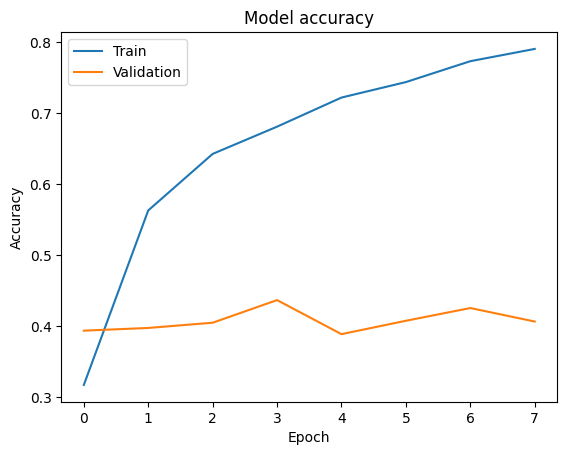 Model accuracy
Train
Validation
Accuracy
0.8
0.7
0.6
0.5
0.4
0.3
0 1 2 3 4 5 6 7
Epoch